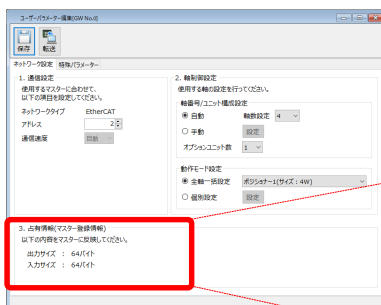 ユーザーパラメーター編集[GW No.0]
保存 転送
ネットワーク設定 特殊パラメーター
1. 通信設定
使用するマスターに合わせて、
以下の項目を設定してください。
ネットワークタイプ EtherCAT
アドレス 2
通信速度 自動
2. 軸制御設定
使用する軸の設定を行ってください。
軸番号/ユニット構成設定
自動 軸数設定 4
手動 設定
オプションユニット数 1
動作モード設定
全軸一括設定 ポジショナー1(サイズ：4W)
個別設定 設定
3. 占有情報(マスター登録情報)
以下の内容をマスターに反映してください。
出力サイズ ： 64バイト
入力サイズ ： 64バイト